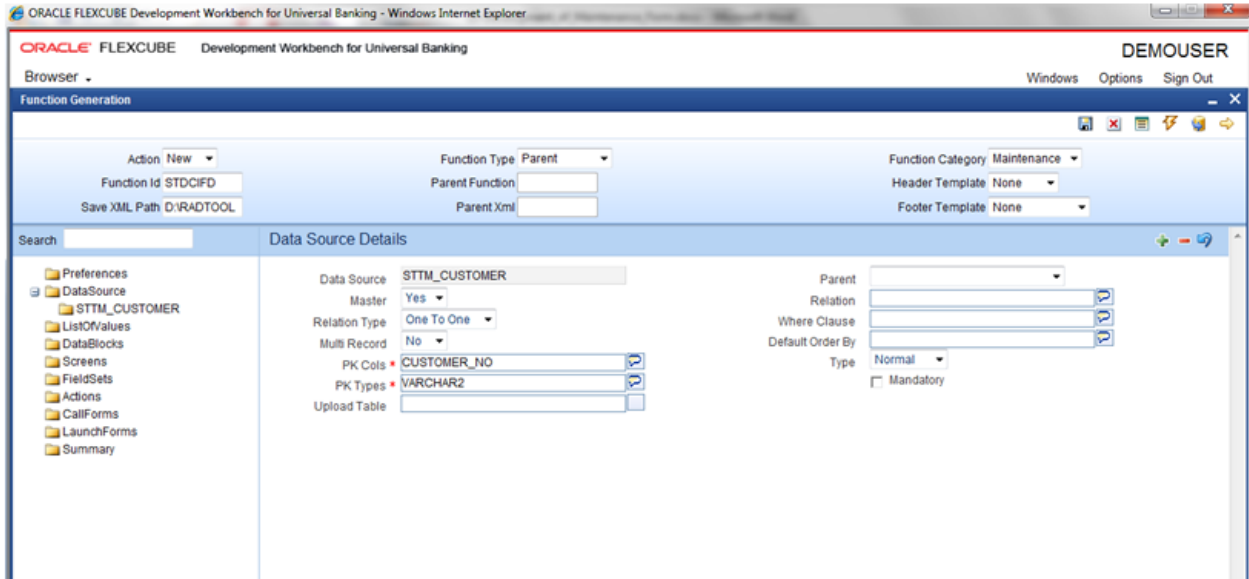 ORACLE FLEXCUBE Development Workbench for Universal Banking - Windows Internet Explorer
ORACLE FLEXCUBE Development Workbench for Universal Banking
DEMOUSER
Browser
Windows Options Sign Out
Function Generation
Action New Function Type Parent Function Category Maintenance
Function Id STDCIFD Parent Function Header Template None
Save XML Path D:\RADTOOL Parent Xml Footer Template None
Search
Data Source Details
Preferences
DataSource
STTM_CUSTOMER
ListOfValues
DataBlocks
Screens
FieldSets
Actions
CallForms
LaunchForms
Summary
Data Source STTM_CUSTOMER Parent
Master Yes Relation
Relation Type One To One Where Clause
Multi Record No Default Order By
PK Cols * CUSTOMER_NO Type Normal
PK Types * VARCHAR2 Mandatory
Upload Table